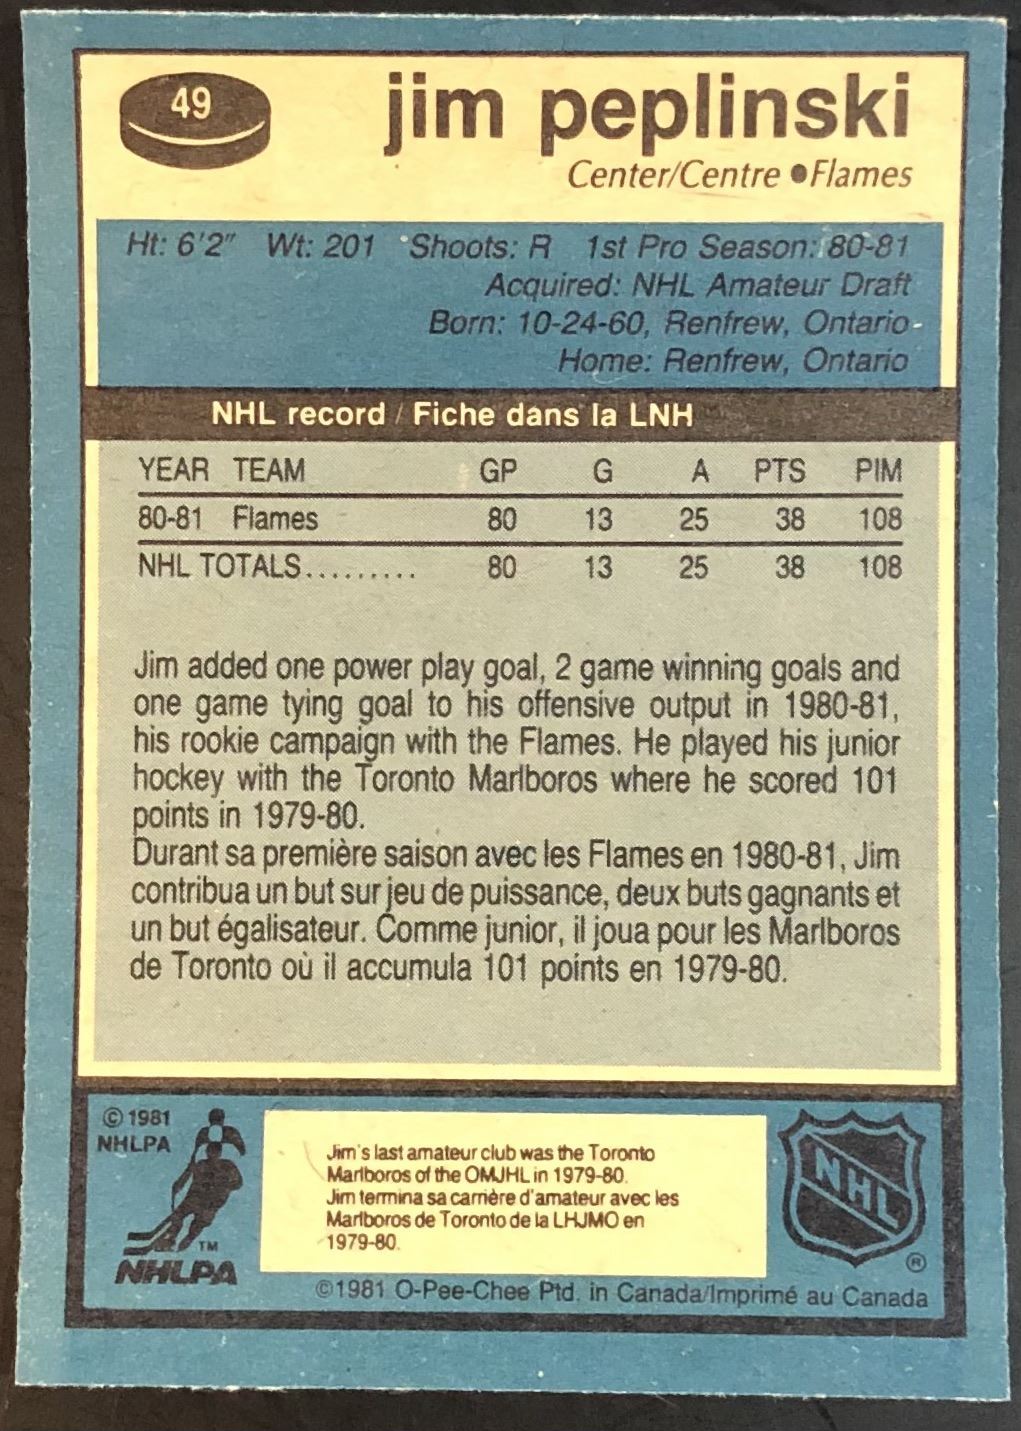 49
jim peplinski
Center/Centre ● Flames
Ht: 6'2" Wt: 201 Shoots: R 1st Pro Season: 80-81
Acquired: NHL Amateur Draft
Born: 10-24-60, Renfrew, Ontario
Home: Renfrew, Ontario
NHL record / Fiche dans la LNH
YEAR TEAM GP G A PTS PIM
80-81 Flames 80 13 25 38 108
NHL TOTALS......... 80 13 25 38 108
Jim added one power play goal, 2 game winning goals and
one game tying goal to his offensive output in 1980-81,
his rookie campaign with the Flames. He played his junior
hockey with the Toronto Marlboros where he scored 101
points in 1979-80.
Durant sa première saison avec les Flames en 1980-81, Jim
contribua un but sur jeu de puissance, deux buts gagnants et
un but égalisateur. Comme junior, il joua pour les Marlboros
de Toronto où il accumula 101 points en 1979-80.
© 1981
NHLPA
TM
NHLPA
Jim's last amateur club was the Toronto
Marlboros of the OMJHL in 1979-80.
Jim termina sa carrière d'amateur avec les
Marlboros de Toronto de la LHJMO en
1979-80.
NHL
®
©1981 O-Pee-Chee Ptd. in Canada/Imprimé au Canada